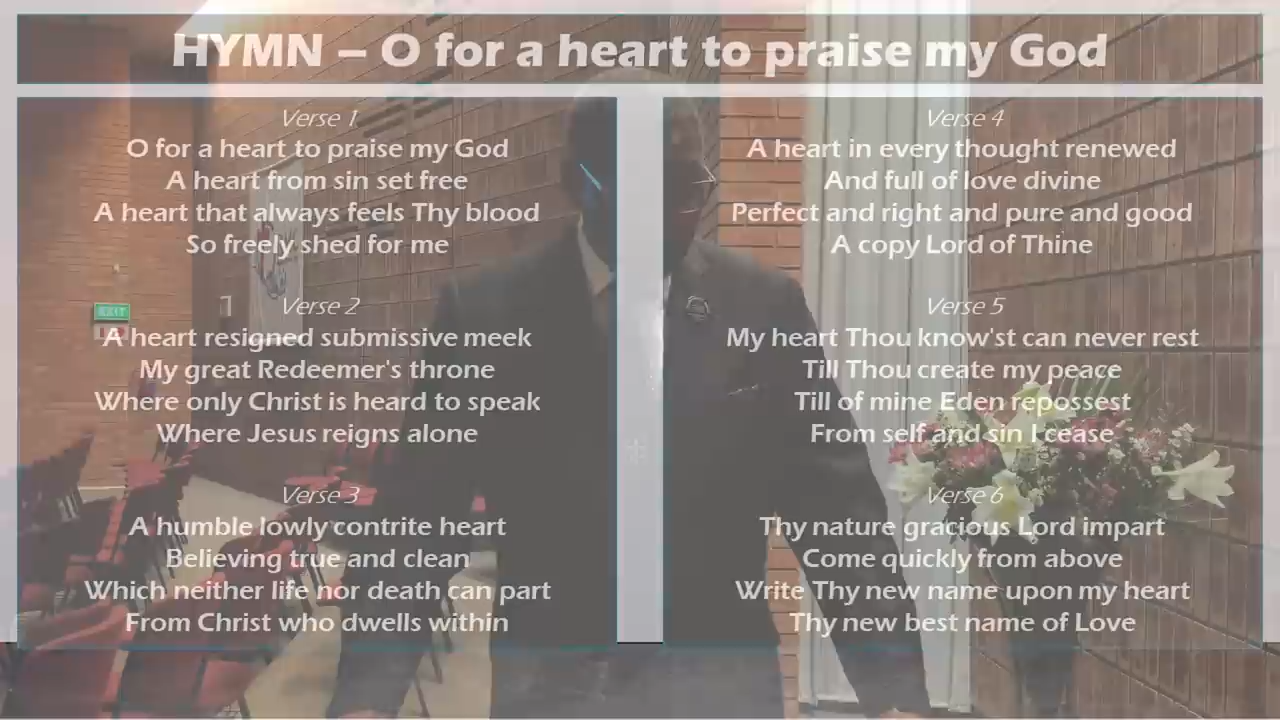 HYMN – O for a heart to praise my God
Verse 1
O for a heart to praise my God
A heart from sin set free
A heart that always feels Thy blood
So freely shed for me
Verse 2
A heart resigned submissive meek
My great Redeemer's throne
Where only Christ is heard to speak
Where Jesus reigns alone
Verse 3
A humble lowly contrite heart
Believing true and clean
Which neither life nor death can part
From Christ who dwells within
Verse 4
A heart in every thought renewed
And full of love divine
Perfect and right and pure and good
A copy Lord of Thine
Verse 5
My heart Thou know'st can never rest
Till Thou create my peace
Till of mine Eden repossest
From self and sin I cease
Verse 6
Thy nature gracious Lord impart
Come quickly from above
Write Thy new name upon my heart
Thy new best name of Love
EXIT